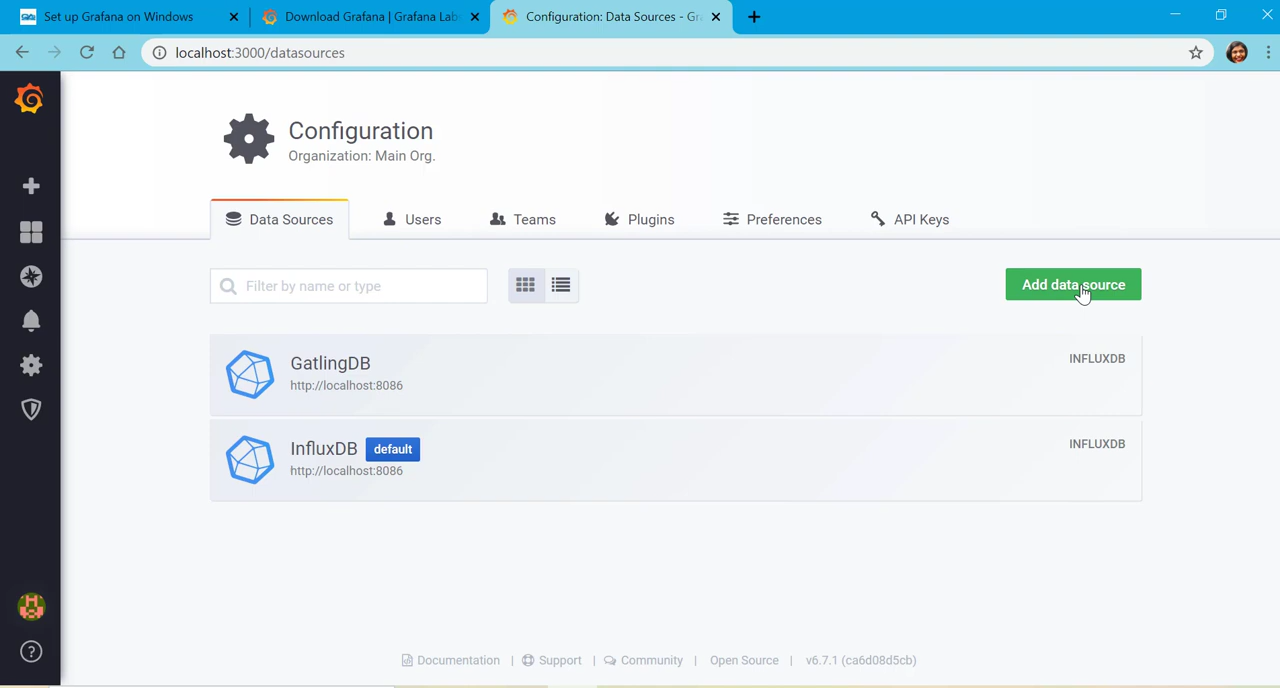 Set up Grafana on Windows
Download Grafana | Grafana Lab
Configuration: Data Sources - Gr
localhost:3000/datasources
Configuration
Organization: Main Org.
Data Sources
Users
Teams
Plugins
Preferences
API Keys
Filter by name or type
Add data source
GatlingDB
INFLUXDB
http://localhost:8086
InfluxDB default
INFLUXDB
http://localhost:8086
Documentation | Support | Community | Open Source | v6.7.1 (ca6d08d5cb)